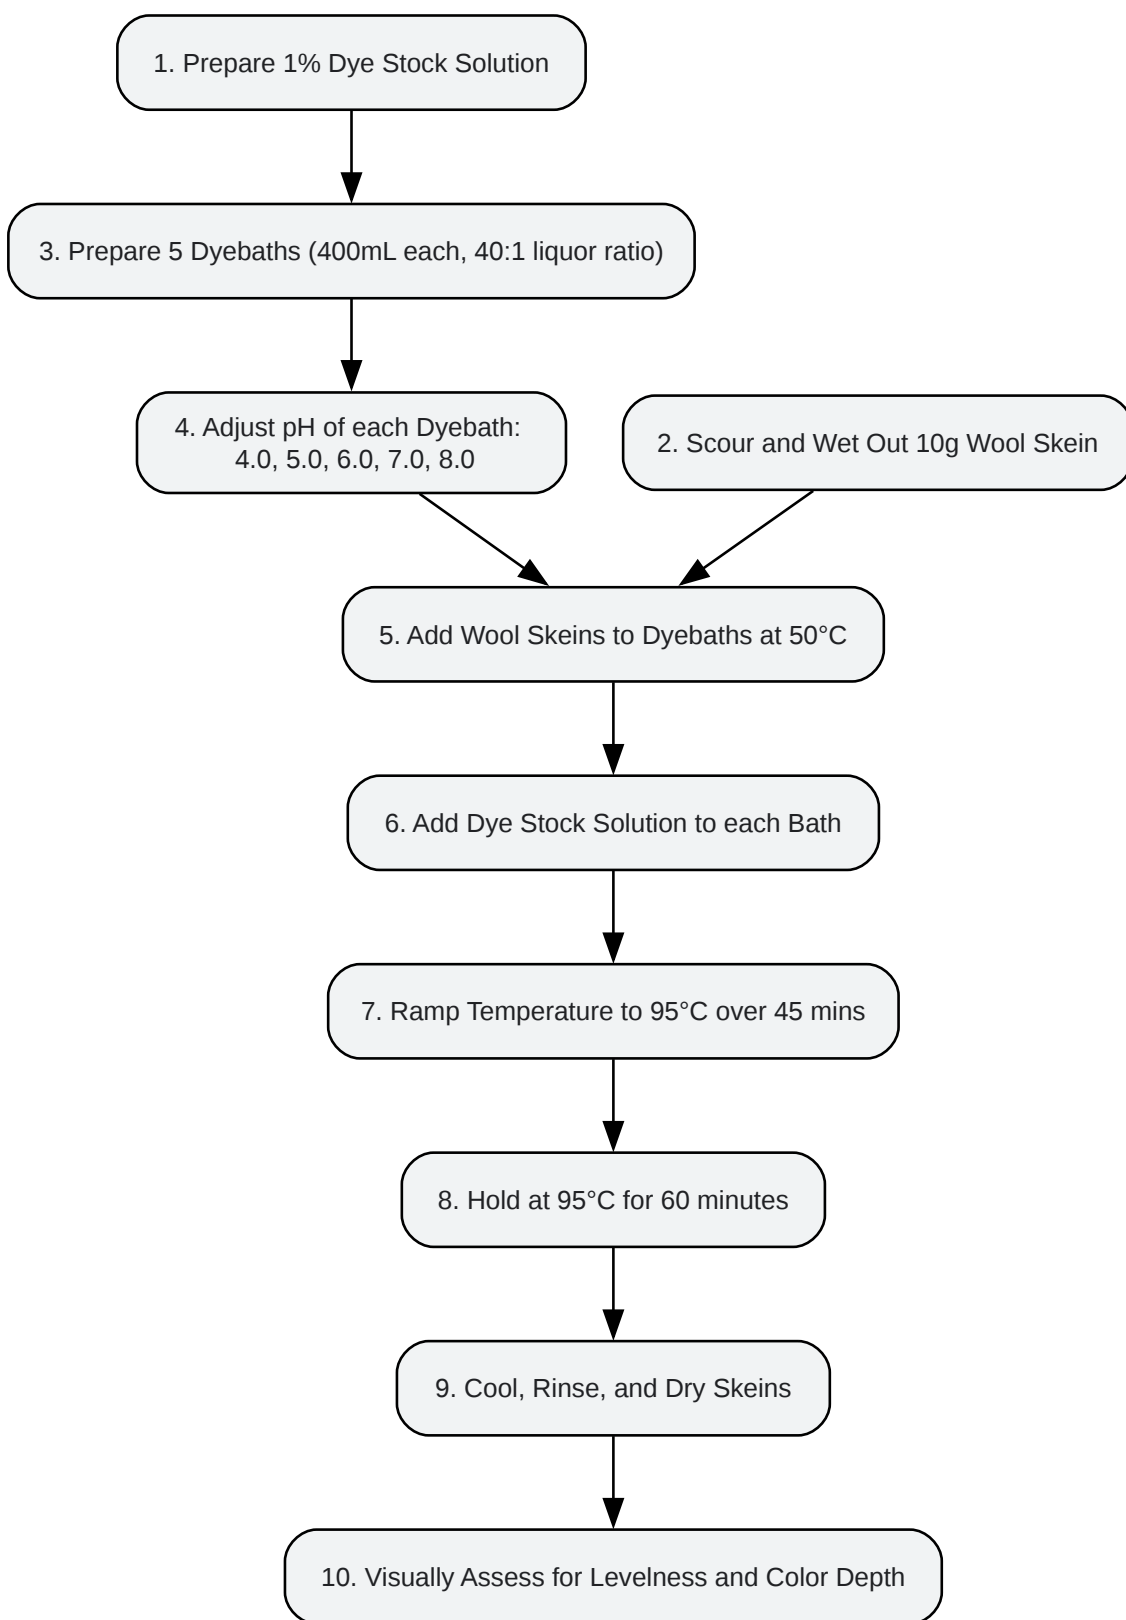 1. Prepare 1% Dye Stock Solution
3. Prepare 5 Dyebaths (400mL each, 40:1 liquor ratio)
4. Adjust pH of each Dyebath:
4.0, 5.0, 6.0, 7.0, 8.0
2. Scour and Wet Out 10g Wool Skein
5. Add Wool Skeins to Dyebaths at 50°C
6. Add Dye Stock Solution to each Bath
7. Ramp Temperature to 95°C over 45 mins
8. Hold at 95°C for 60 minutes
9. Cool, Rinse, and Dry Skeins
10. Visually Assess for Levelness and Color Depth